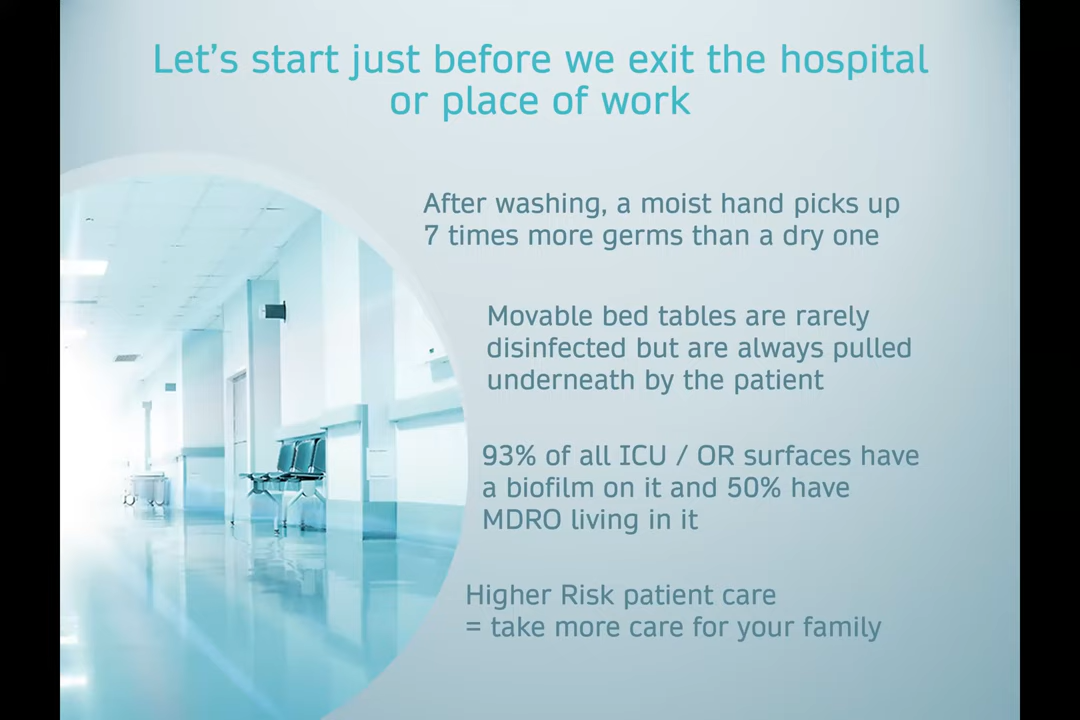 Let's start just before we exit the hospital
or place of work
After washing, a moist hand picks up
7 times more germs than a dry one
Movable bed tables are rarely
disinfected but are always pulled
underneath by the patient
93% of all ICU / OR surfaces have
a biofilm on it and 50% have
MDRO living in it
Higher Risk patient care
= take more care for your family